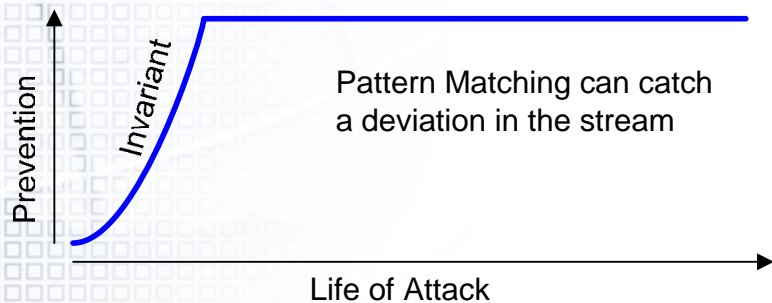 Prevention
Invariant
Pattern Matching can catch
a deviation in the stream
Life of Attack